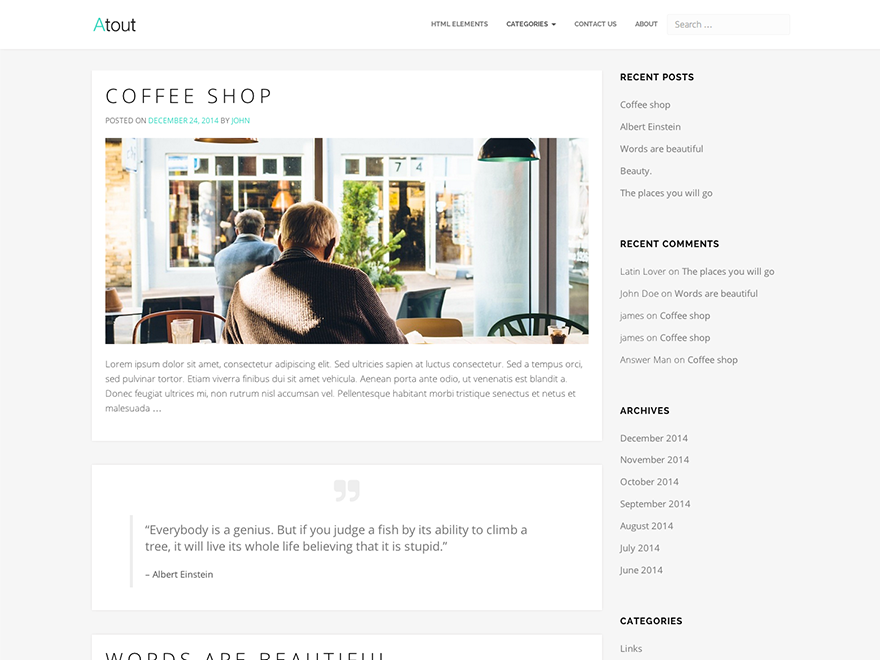 Atout
HTML ELEMENTS
CATEGORIES
CONTACT US
ABOUT
Search …
COFFEE SHOP
POSTED ON DECEMBER 24, 2014 BY JOHN
7 4
Lorem ipsum dolor sit amet, consectetur adipiscing elit. Sed ultricies sapien at luctus consectetur. Sed a tempus orci,
sed pulvinar tortor. Etiam viverra finibus dui sit amet vehicula. Aenean porta ante odio, ut venenatis est blandit a.
Donec feugiat ultrices mi, non rutrum nisl accumsan vel. Pellentesque habitant morbi tristique senectus et netus et
malesuada …
“Everybody is a genius. But if you judge a fish by its ability to climb a
tree, it will live its whole life believing that it is stupid.”
– Albert Einstein
WORDS ARE BEAUTIFUL
RECENT POSTS
Coffee shop
Albert Einstein
Words are beautiful
Beauty.
The places you will go
RECENT COMMENTS
Latin Lover on The places you will go
John Doe on Words are beautiful
james on Coffee shop
james on Coffee shop
Answer Man on Coffee shop
ARCHIVES
December 2014
November 2014
October 2014
September 2014
August 2014
July 2014
June 2014
CATEGORIES
Links